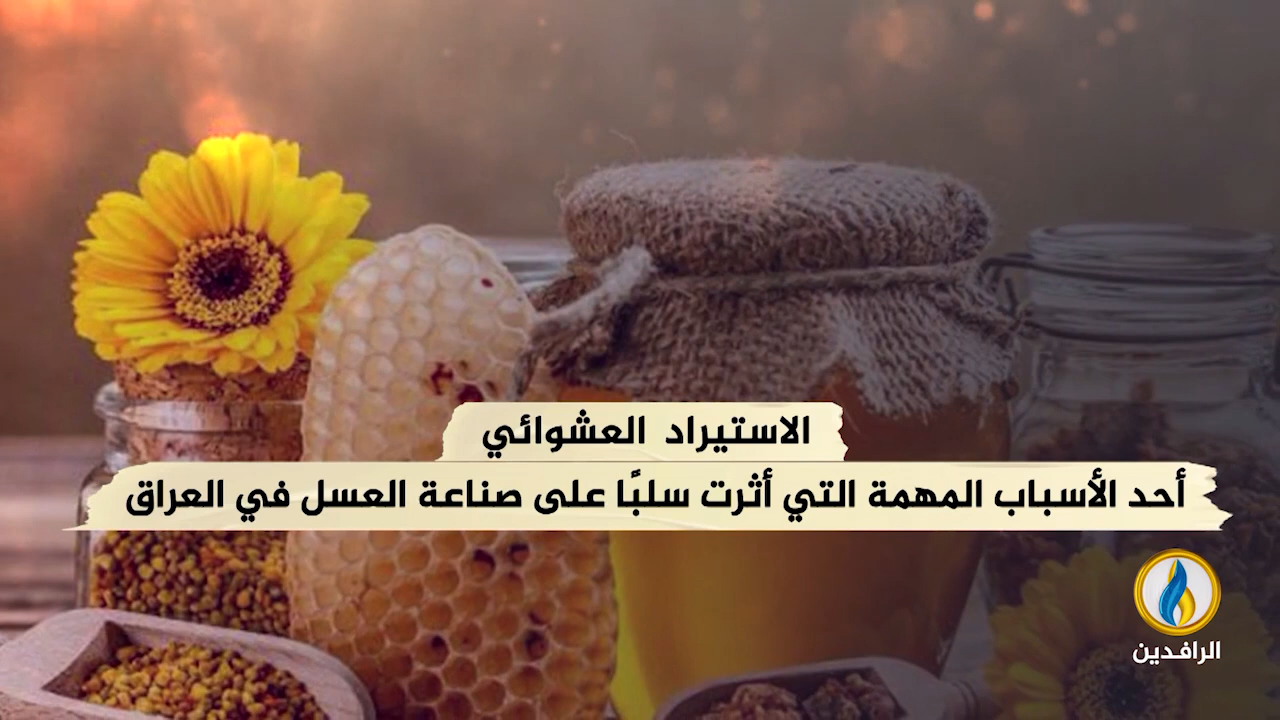 الاستيراد العشوائي
أحد الأسباب المهمة التي أثرت سلبًا على صناعة العسل في العراق
الرافدين